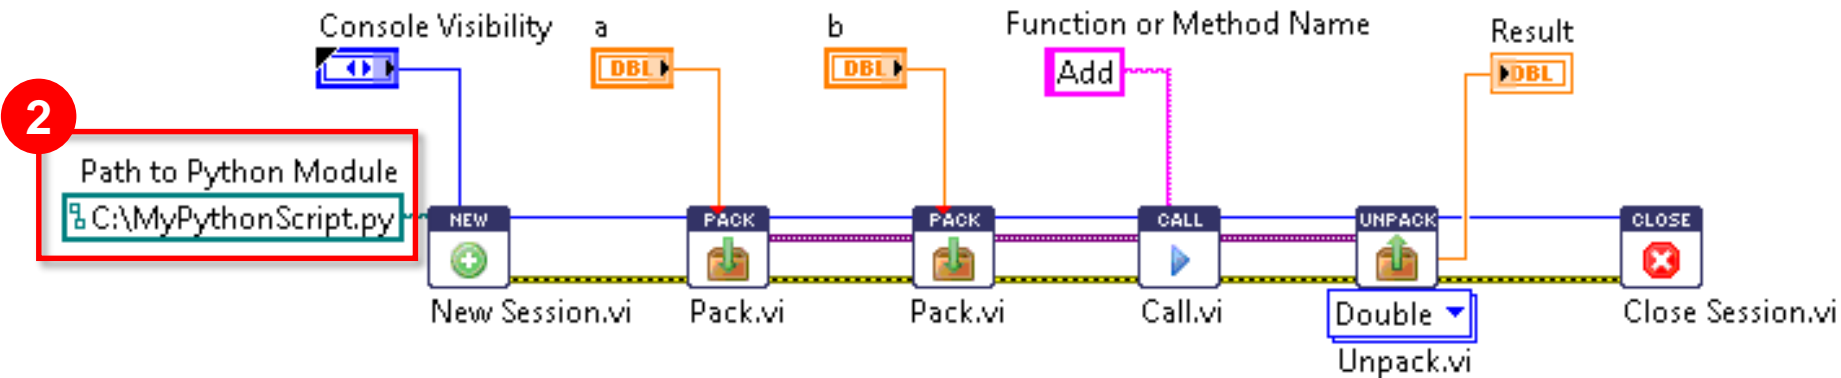 Console Visibility
a
b
Function or Method Name
Result
DBL
DBL
Add
DBL
2
Path to Python Module
C:\MyPythonScript.py
NEW
PACK
PACK
CALL
UNPACK
CLOSE
New Session.vi
Pack.vi
Pack.vi
Call.vi
Double
Close Session.vi
Unpack.vi